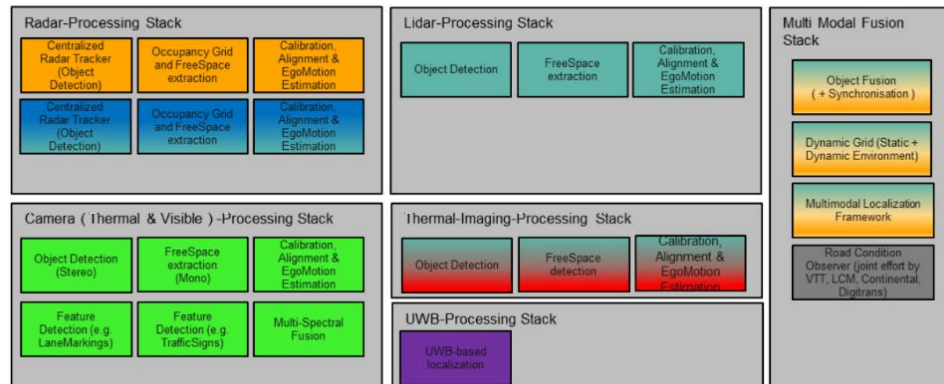 Radar-Processing Stack
Centralized
Radar Tracker
(Object
Detection)
Occupancy Grid
and FreeSpace
extraction
Calibration,
Alignment &
EgoMotion
Estimation
Centralized
Radar Tracker
(Object
Detection)
Occupancy Grid
and FreeSpace
extraction
Calibration,
Alignment &
EgoMotion
Estimation
Lidar-Processing Stack
Object Detection
FreeSpace
extraction
Calibration,
Alignment &
EgoMotion
Estimation
Multi Modal Fusion
Stack
Object Fusion
( + Synchronisation )
Dynamic Grid (Static +
Dynamic Environment)
Multimodal Localization
Framework
Road Condition
Observer (joint effort by
VTT, LCM, Continental,
Digitrans)
Camera ( Thermal & Visible ) -Processing Stack
Object Detection
(Stereo)
FreeSpace
extraction
(Mono)
Calibration,
Alignment &
EgoMotion
Estimation
Feature
Detection (e.g.
LaneMarkings)
Feature
Detection (e.g.
TrafficSigns)
Multi-Spectral
Fusion
Thermal-Imaging-Processing Stack
Object Detection
FreeSpace
detection
Calibration,
Alignment &
EgoMotion
Estimation
UWB-Processing Stack
UWB-based
localization